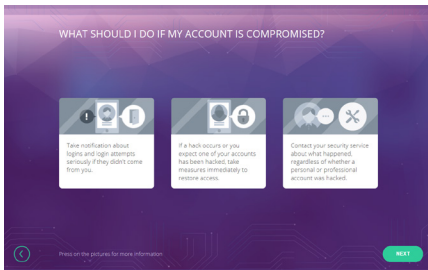 WHAT SHOULD I DO IF MY ACCOUNT IS COMPROMISED?
Take notification about
logins and login attempts
seriously if they didn't come
from you.
If a hack occurs or you
expect one of your accounts
has been hacked, take
measures immediately to
restore access.
Contact your security service
about what happened,
regardless of whether a
personal or professional
account was hacked.
Press on the pictures for more information
NEXT